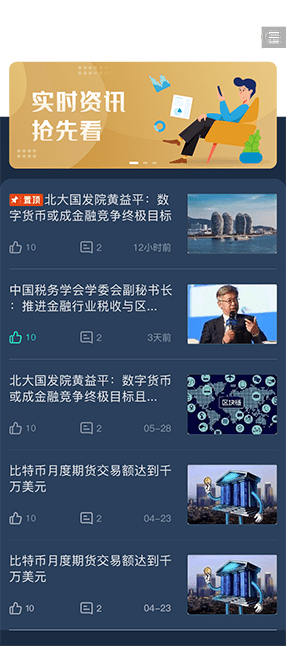 实时资讯
抢先看
置顶 北大国发院黄益平：数
字货币或成金融竞争终极目标
10 2 12小时前
中国税务学会学委会副秘书长
：推进金融行业税收与区...
10 2 3天前
北大国发院黄益平：数字货币
或成金融竞争终极目标且...
区块链
10 2 05-28
比特币月度期货交易额达到千
万美元
10 2 04-23
比特币月度期货交易额达到千
万美元
10 2 04-23